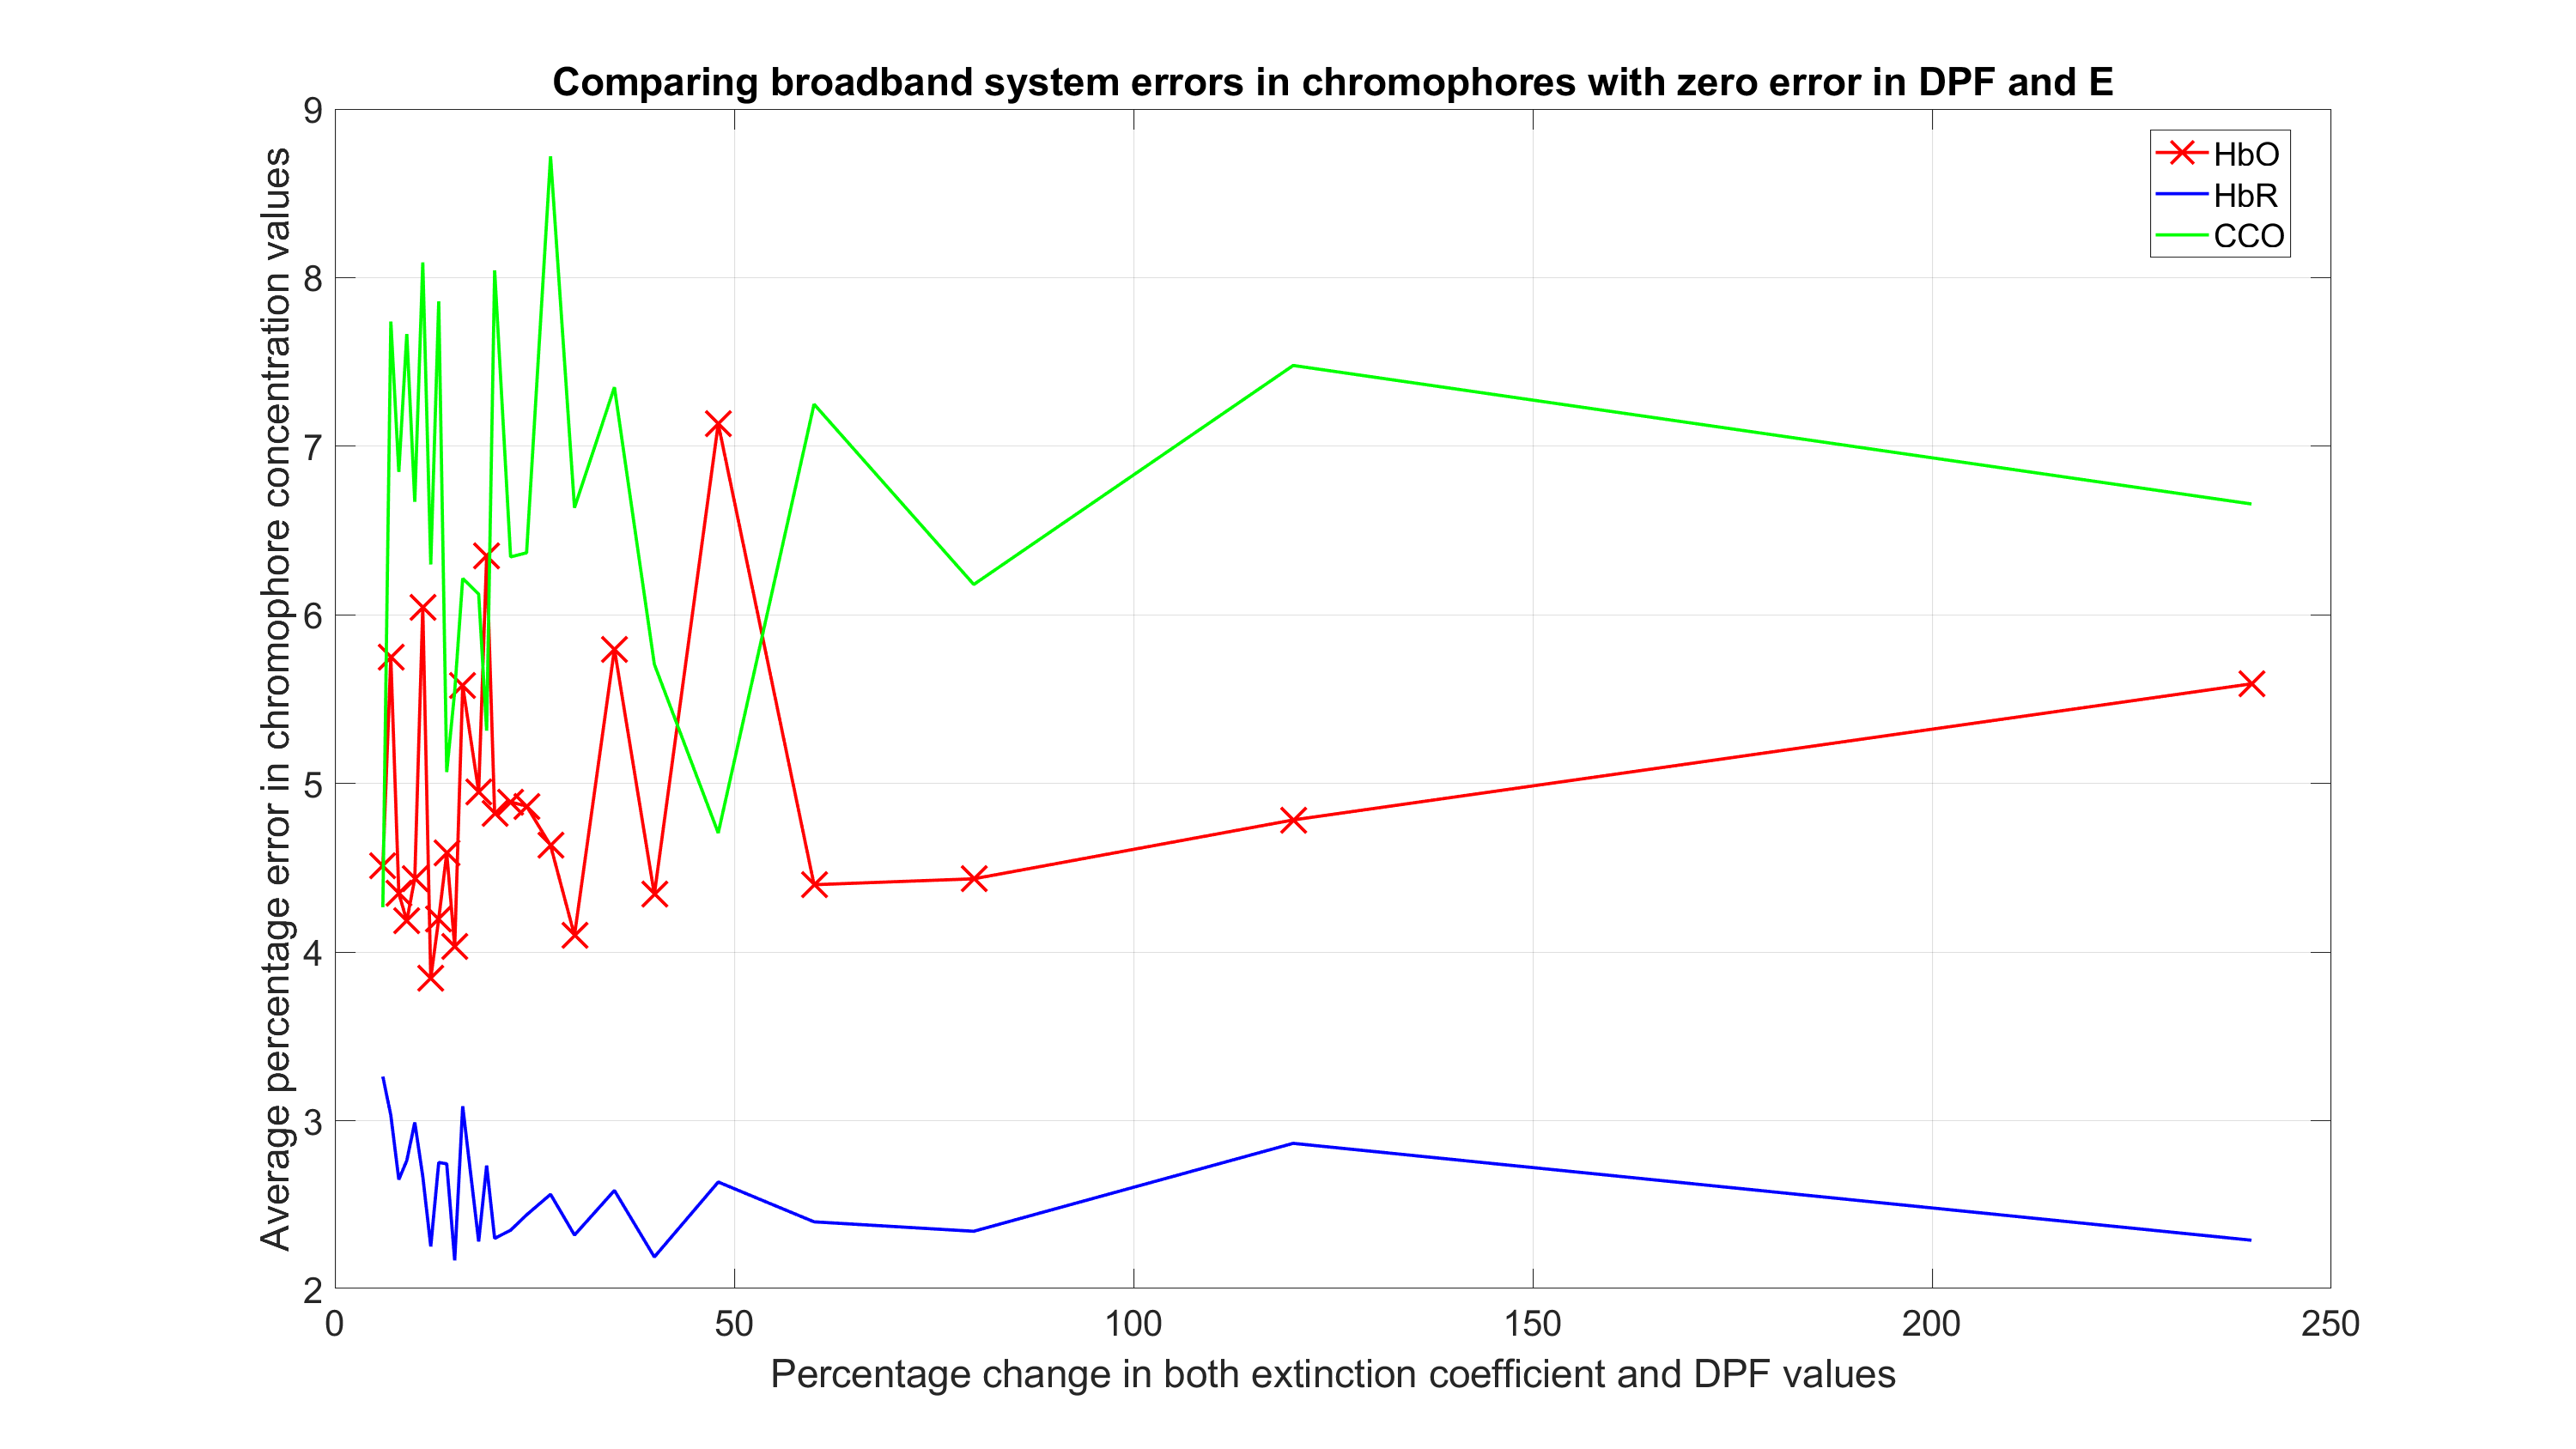 Comparing broadband system errors in chromophores with zero error in DPF and E
Average percentage error in chromophore concentration values
9
8
7
6
5
4
3
2
HbO
HbR
CCO
0 50 100 150 200 250
Percentage change in both extinction coefficient and DPF values